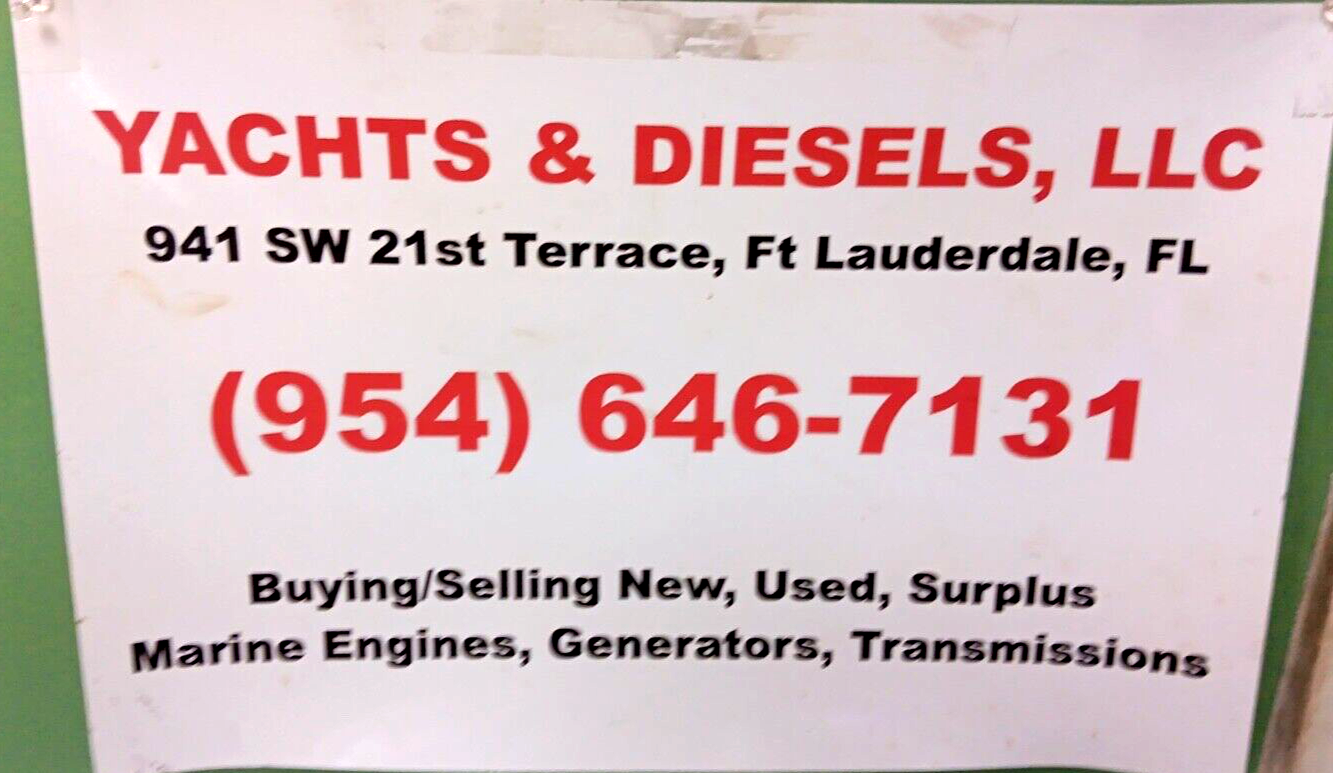 YACHTS & DIESELS, LLC
941 SW 21st Terrace, Ft Lauderdale, FL
(954) 646-7131
Buying/Selling New, Used, Surplus
Marine Engines, Generators, Transmissions